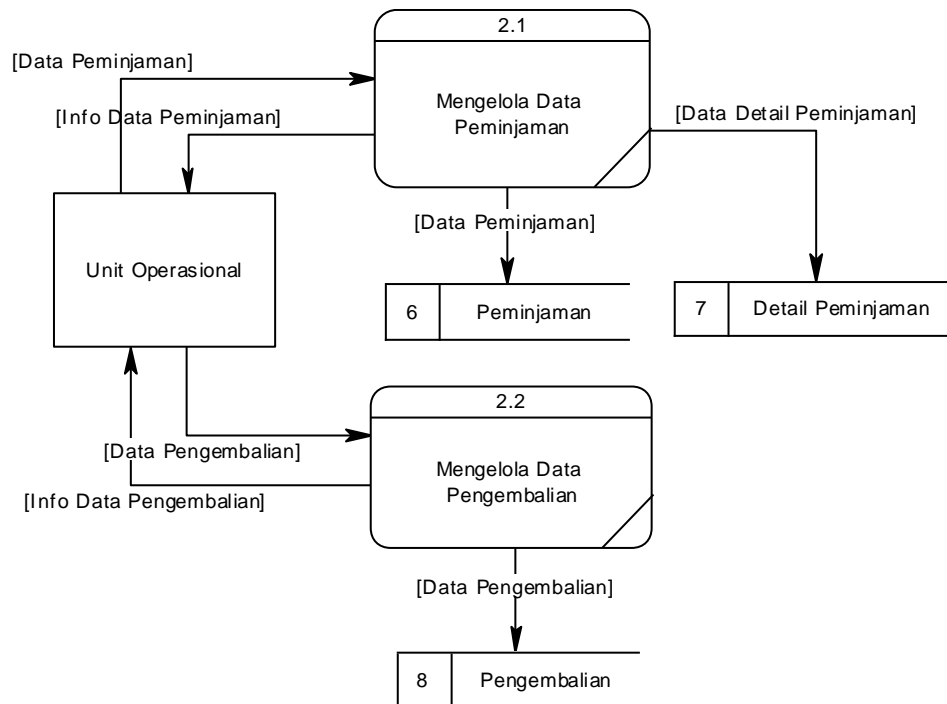 2.1
[Data Peminjaman]
Mengelola Data
Peminjaman
[Info Data Peminjaman]
[Data Detail Peminjaman]
[Data Peminjaman]
Unit Operasional
6 Peminjaman
7 Detail Peminjaman
2.2
[Data Pengembalian]
Mengelola Data
Pengembalian
[Info Data Pengembalian]
[Data Pengembalian]
8 Pengembalian